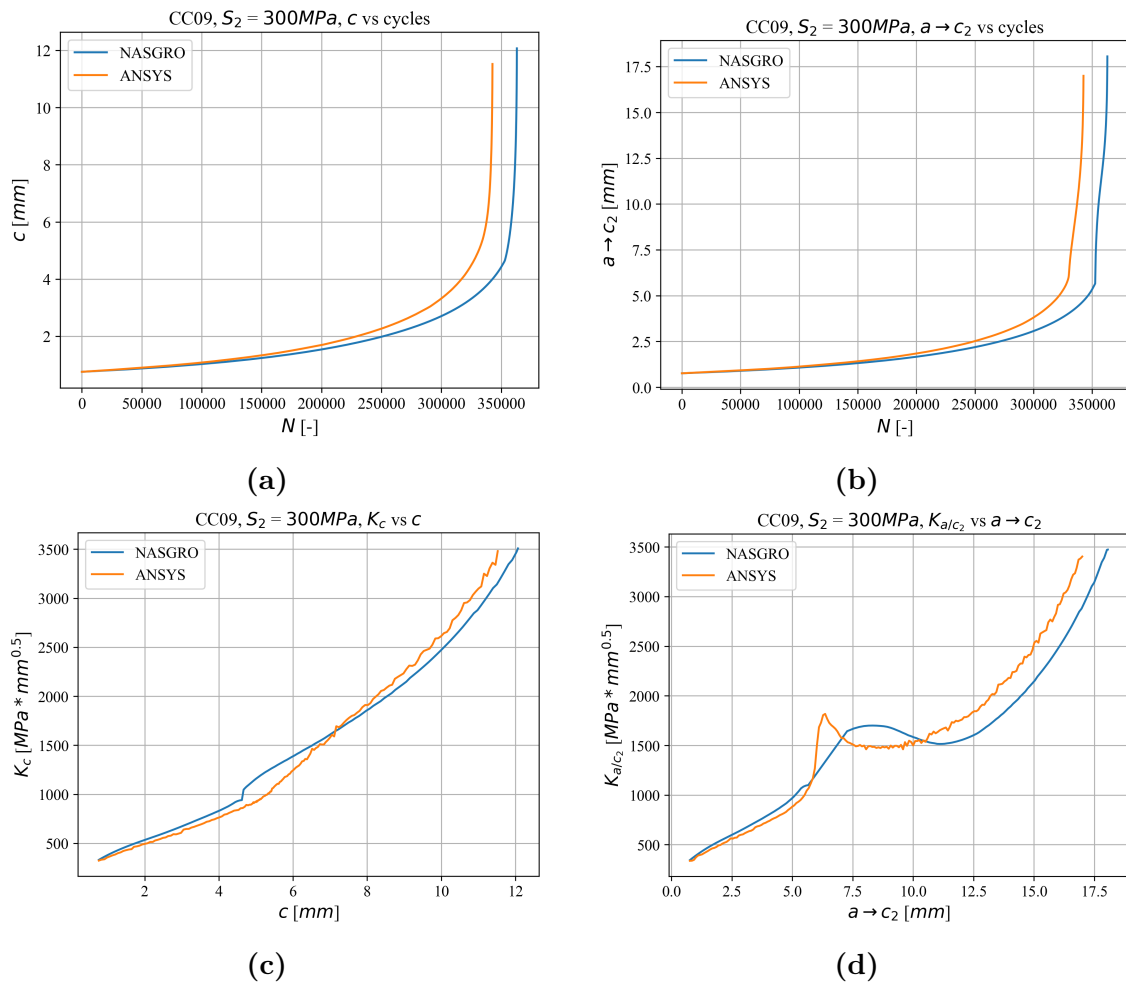 CC09, S₂ = 300MPa, c vs cycles
NASGRO
ANSYS
12
10
8
6
4
2
c [mm]
0 50000 100000 150000 200000 250000 300000 350000
N [-]
(a)
CC09, S₂ = 300MPa, a → c₂ vs cycles
NASGRO
ANSYS
17.5
15.0
12.5
10.0
7.5
5.0
2.5
0.0
a → c₂ [mm]
0 50000 100000 150000 200000 250000 300000 350000
N [-]
(b)
CC09, S₂ = 300MPa, K_c vs c
NASGRO
ANSYS
3500
3000
2500
2000
1500
1000
500
K_c [MPa * mm^0.5]
2 4 6 8 10 12
c [mm]
(c)
CC09, S₂ = 300MPa, K_a/c₂ vs a → c₂
NASGRO
ANSYS
3500
3000
2500
2000
1500
1000
500
K_a/c₂ [MPa * mm^0.5]
0.0 2.5 5.0 7.5 10.0 12.5 15.0 17.5
a → c₂ [mm]
(d)